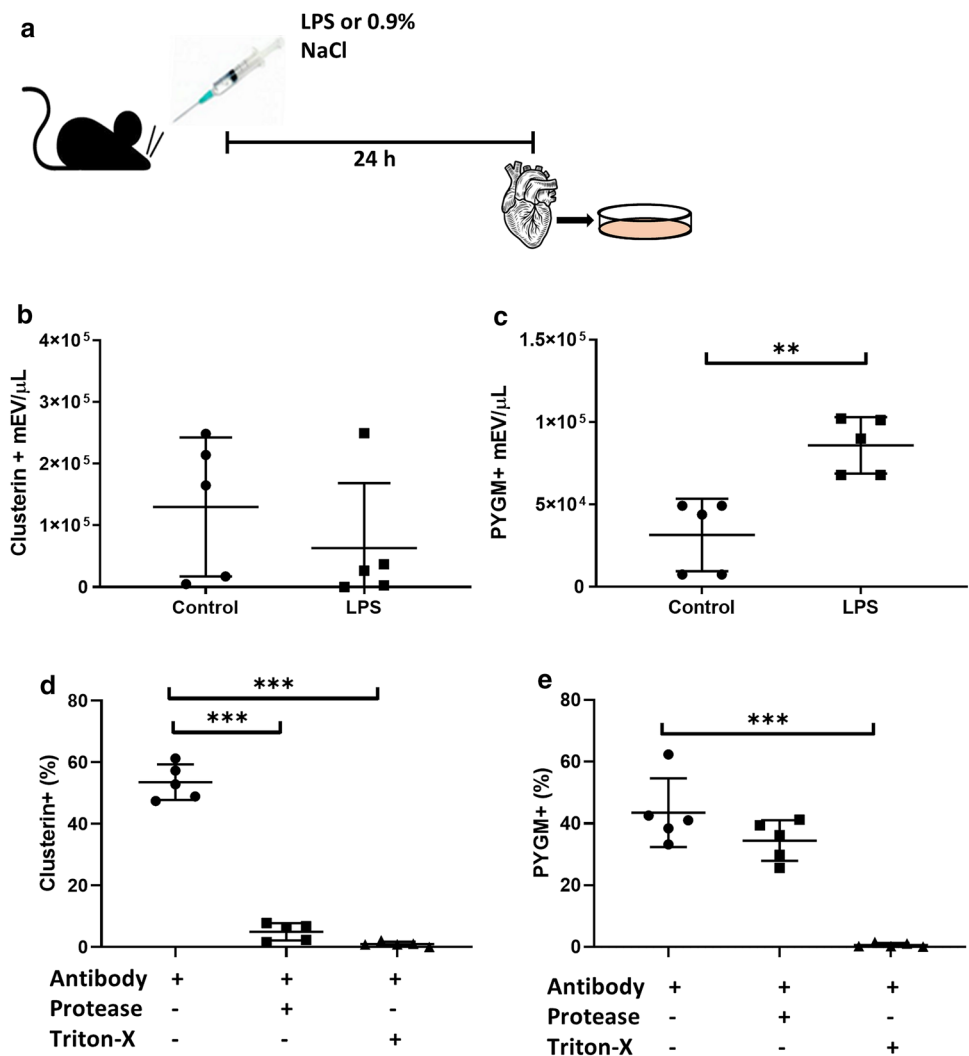 a
LPS or 0.9%
NaCl
24 h
b
Clusterin + mEV/μL
4×10⁵
3×10⁵
2×10⁵
1×10⁵
0
Control
LPS
c
PYGM+ mEV/μL
1.5×10⁵
1×10⁵
5×10⁴
0
**
Control
LPS
d
Clusterin+ (%)
80
60
40
20
0
***
***
Antibody + + +
Protease - + -
Triton-X - - +
e
PYGM+ (%)
80
60
40
20
0
***
Antibody + + +
Protease - + -
Triton-X - - +